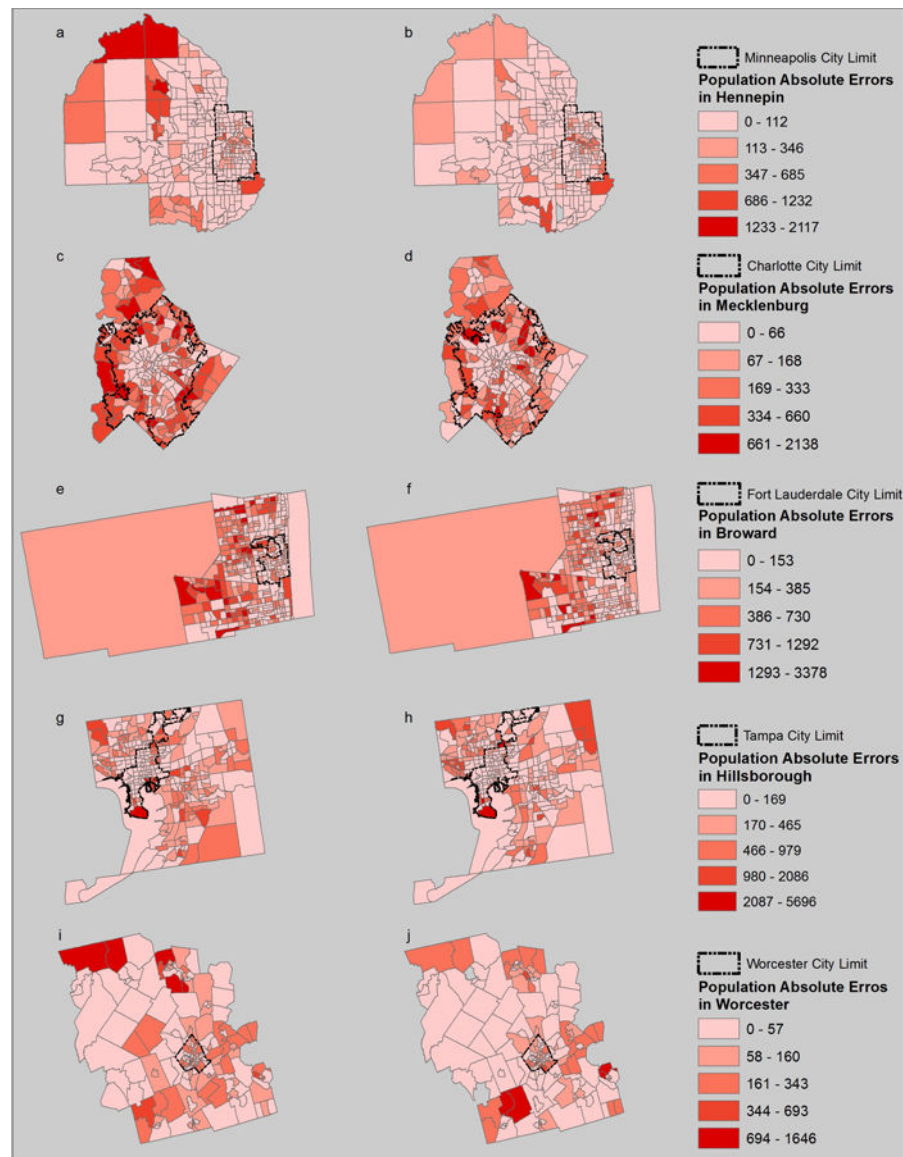 a
b
Minneapolis City Limit
Population Absolute Errors
in Hennepin
0 - 112
113 - 346
347 - 685
686 - 1232
1233 - 2117
c
d
Charlotte City Limit
Population Absolute Errors
in Mecklenburg
0 - 66
67 - 168
169 - 333
334 - 660
661 - 2138
e
f
Fort Lauderdale City Limit
Population Absolute Errors
in Broward
0 - 153
154 - 385
386 - 730
731 - 1292
1293 - 3378
g
h
Tampa City Limit
Population Absolute Errors
in Hillsborough
0 - 169
170 - 465
466 - 979
980 - 2086
2087 - 5696
i
j
Worcester City Limit
Population Absolute Erros
in Worcester
0 - 57
58 - 160
161 - 343
344 - 693
694 - 1646